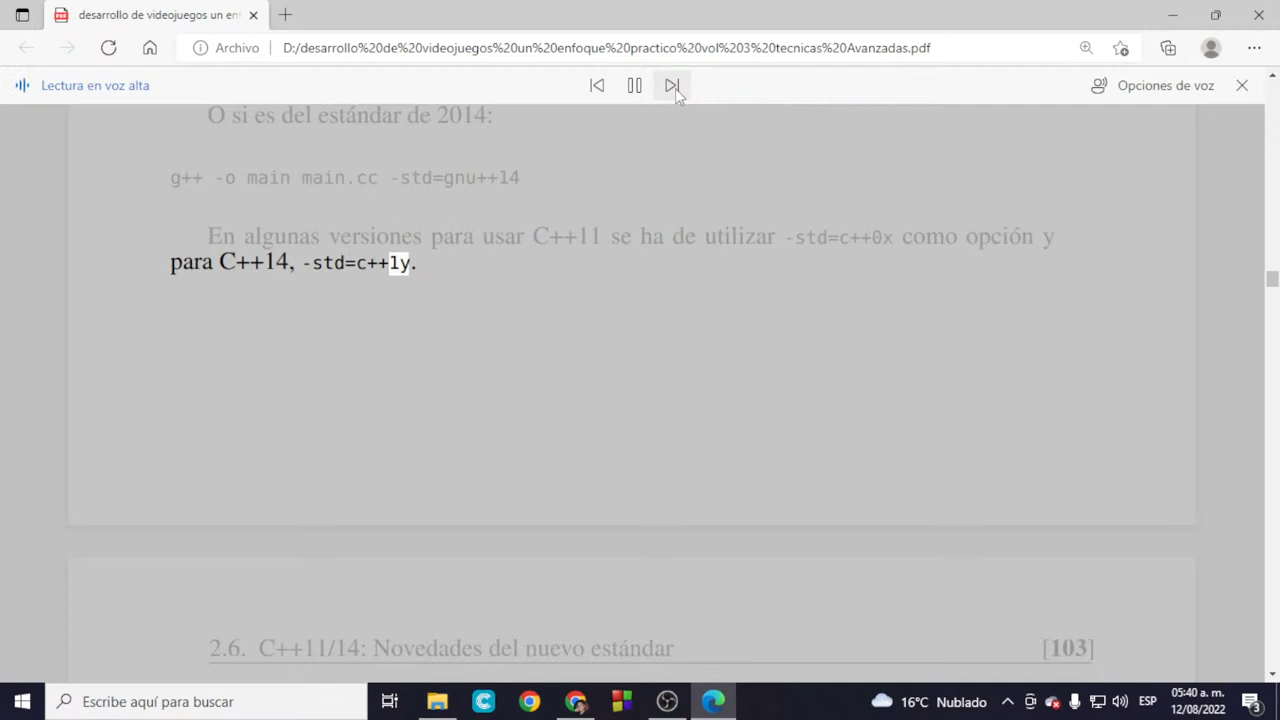 desarrollo de videojuegos un en
Archivo
D:/desarrollo%20de%20videojuegos%20un%20enfoque%20practico%20vol%203%20tecnicas%20Avanzadas.pdf
Lectura en voz alta
Opciones de voz
O si es del estándar de 2014:
g++ -o main main.cc -std=gnu++14
En algunas versiones para usar C++11 se ha de utilizar -std=c++0x como opción y
para C++14, -std=c++1y.
2.6. C++11/14: Novedades del nuevo estándar [103]
Escribe aquí para buscar
16°C Nublado
ESP
05:40 a. m.
12/08/2022
3